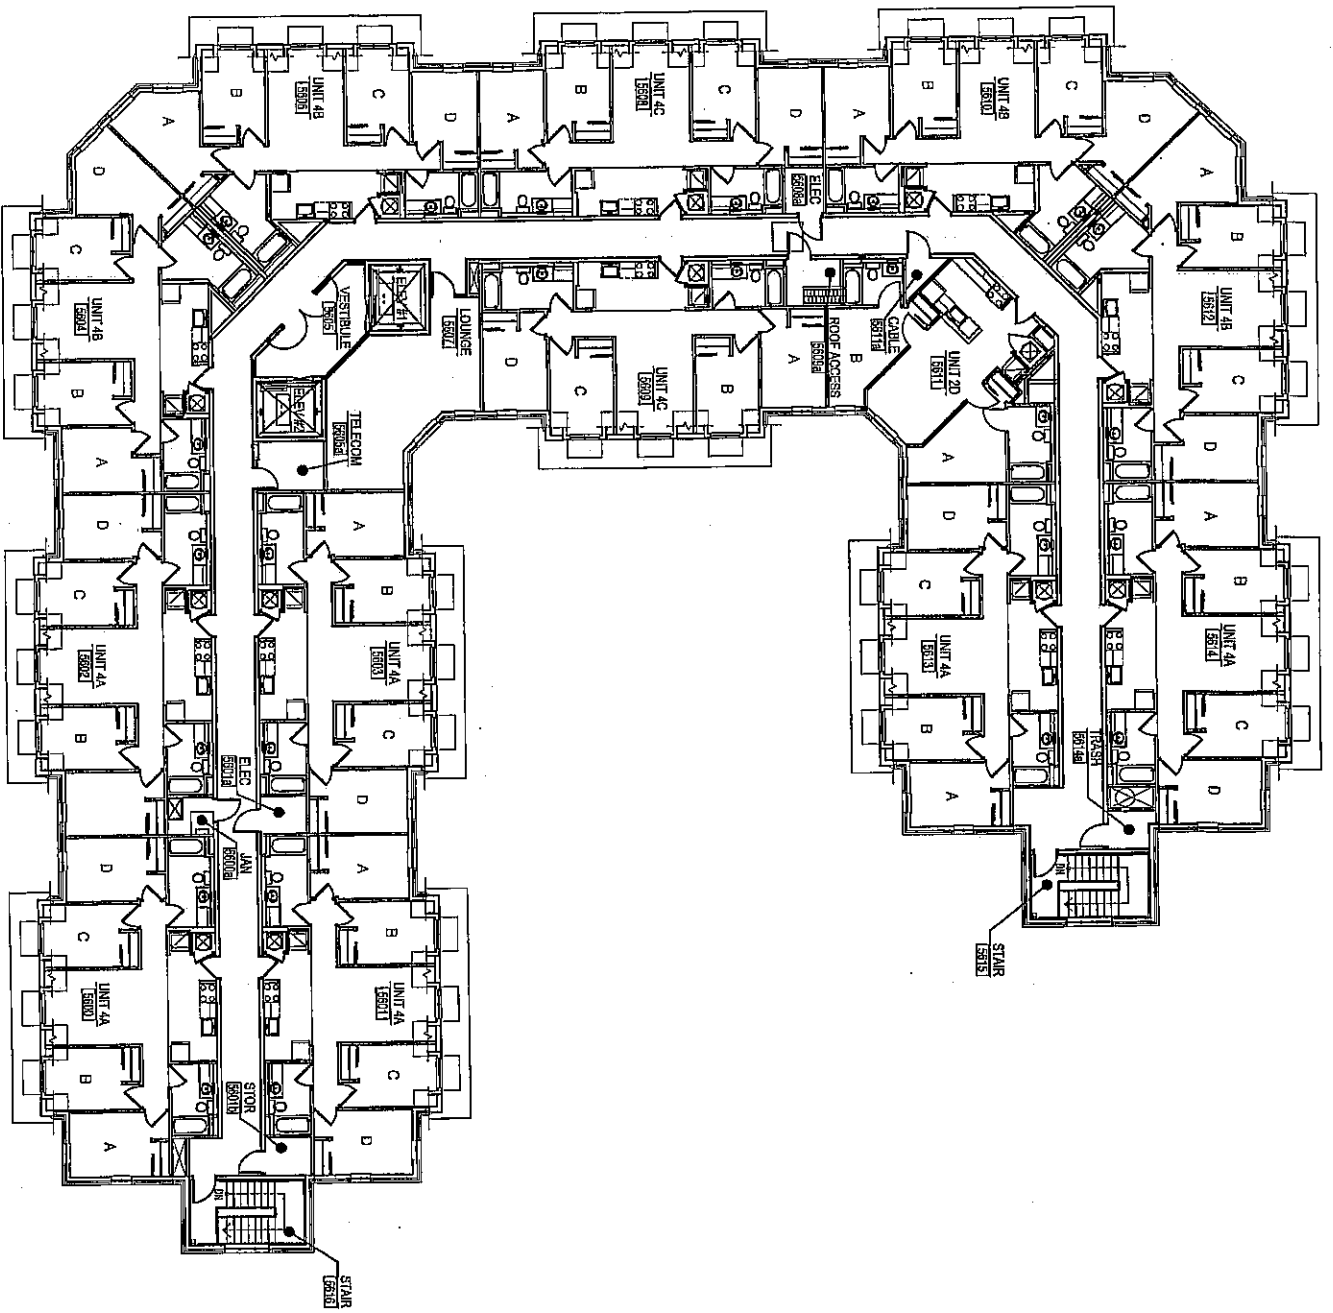 B
UNIT 4B
5606
C
D
A
A
D
B
UNIT 4C
5608
C
D
A
B
UNIT 4B
5610
C
D
A
ELEC
5608a
C
UNIT 4B
5604
B
A
B
UNIT 4B
5612
C
D
VESTIBULE
5605
ELEV #1
LOUNGE
5607
ELEV #2
TELECOM
5605a
D
C
UNIT 4C
5609
B
A
ROOF ACCESS
5609a
B
CABLE
5611a
UNIT 2D
5611
A
D
C
UNIT 4A
5602
B
A
B
UNIT 4A
5603
C
D
D
C
UNIT 4A
5613
B
A
A
B
UNIT 4A
5614
C
D
TRASH
5614a
DN
STAIR
5615
ELEC
5601a
JAN
5600a
D
C
UNIT 4A
5600
B
A
A
B
UNIT 4A
5601
C
D
STOR
5601b
DN
STAIR
5616